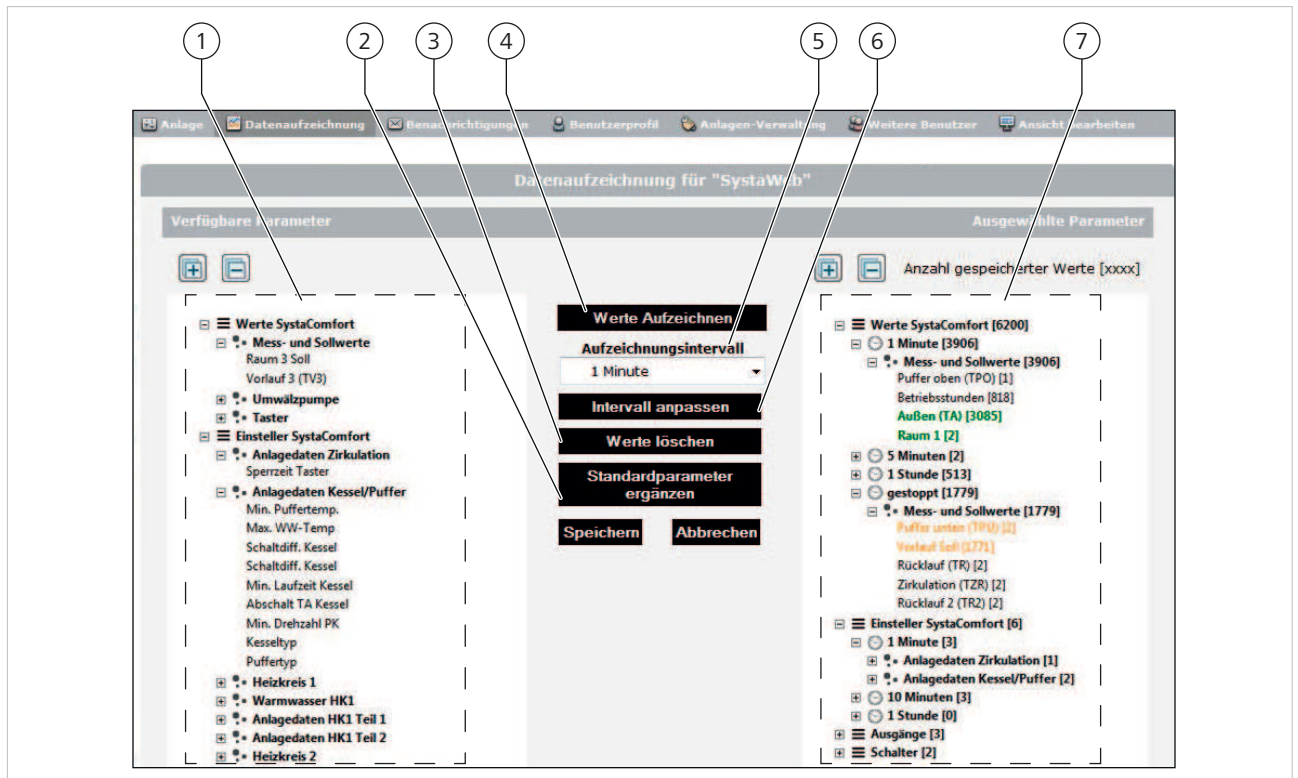 1 2 3 4 5 6 7
Anlage Datenaufzeichnung Benachrichtigungen Benutzerprofil Anlagen-Verwaltung Weitere Benutzer Ansicht bearbeiten
Datenaufzeichnung für "SystaWeb"
Verfügbare Parameter
Ausgewählte Parameter
Anzahl gespeicherter Werte [xxxx]
Werte SystaComfort
Mess- und Sollwerte
Raum 3 Soll
Vorlauf 3 (TV3)
Umwälzpumpe
Taster
Einsteller SystaComfort
Anlagedaten Zirkulation
Sperrzeit Taster
Anlagedaten Kessel/Puffer
Min. Puffertemp.
Max. WW-Temp
Schaltdiff. Kessel
Schaltdiff. Kessel
Min. Laufzeit Kessel
Abschalt TA Kessel
Min. Drehzahl PK
Kesseltyp
Puffertyp
Heizkreis 1
Warmwasser HK1
Anlagedaten HK1 Teil 1
Anlagedaten HK1 Teil 2
Heizkreis 2
Werte Aufzeichnen
Aufzeichnungsintervall
1 Minute
Intervall anpassen
Werte löschen
Standardparameter
ergänzen
Speichern Abbrechen
Werte SystaComfort [6200]
1 Minute [3906]
Mess- und Sollwerte [3906]
Puffer oben (TPO) [1]
Betriebsstunden [818]
Außen (TA) [3085]
Raum 1 [2]
5 Minuten [2]
1 Stunde [513]
gestoppt [1779]
Mess- und Sollwerte [1779]
Puffer unten (TPU) [2]
Vorlauf Soll [1771]
Rücklauf (TR) [2]
Zirkulation (TZR) [2]
Rücklauf 2 (TR2) [2]
Einsteller SystaComfort [6]
1 Minute [3]
Anlagedaten Zirkulation [1]
Anlagedaten Kessel/Puffer [2]
10 Minuten [3]
1 Stunde [0]
Ausgänge [3]
Schalter [2]